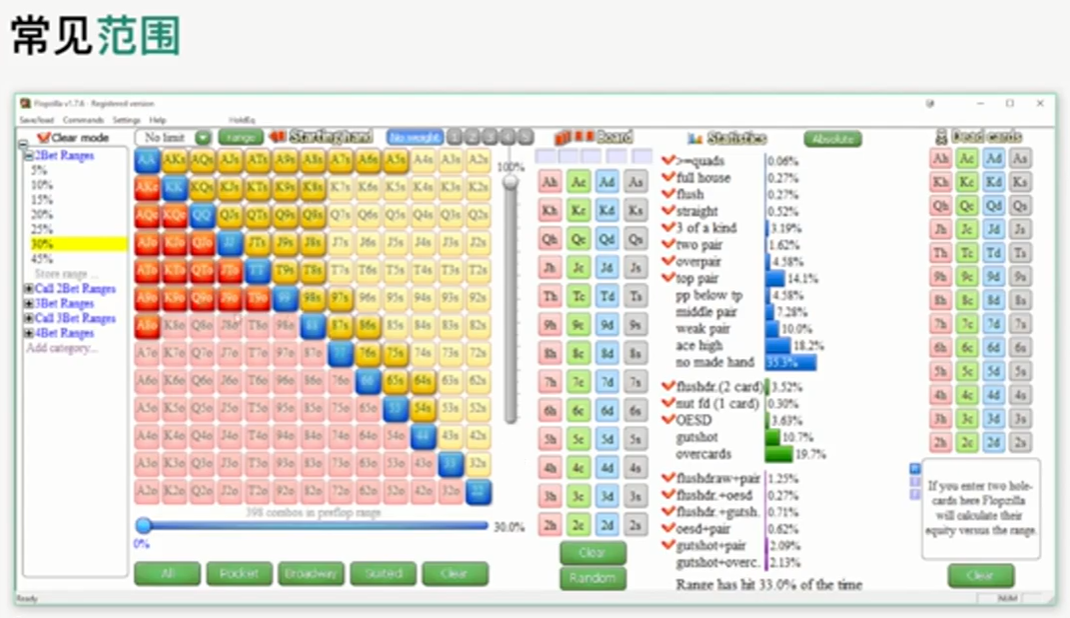 常见范围
Flopzilla v1.7.6 - Registered version
Save/load Commands Settings Help HoldEq
Clear mode No limit range Starting hand No weight 1 2 3 4 5 Board Statistics Absolute Dead cards
2Bet Ranges
5%
10%
15%
20%
25%
30%
45%
Store range ...
Call 2Bet Ranges
3Bet Ranges
Call 3Bet Ranges
4Bet Ranges
Add category...
AA AKs AQs AJs ATs A9s A8s A7s A6s A5s A4s A3s A2s
AKo KK KQs KJs KTs K9s K8s K7s K6s K5s K4s K3s K2s
AQo KQo QQ QJs QTs Q9s Q8s Q7s Q6s Q5s Q4s Q3s Q2s
AJo KJo QJo JJ JTs J9s J8s J7s J6s J5s J4s J3s J2s
ATo KTo QTo JTo TT T9s T8s T7s T6s T5s T4s T3s T2s
A9o K9o Q9o J9o T9o 99 98s 97s 96s 95s 94s 93s 92s
A8o K8o Q8o J8o T8o 98o 88 87s 86s 85s 84s 83s 82s
A7o K7o Q7o J7o T7o 97o 87o 77 76s 75s 74s 73s 72s
A6o K6o Q6o J6o T6o 96o 86o 76o 66 65s 64s 63s 62s
A5o K5o Q5o J5o T5o 95o 85o 75o 65o 55 54s 53s 52s
A4o K4o Q4o J4o T4o 94o 84o 74o 64o 54o 44 43s 42s
A3o K3o Q3o J3o T3o 93o 83o 73o 63o 53o 43o 33 32s
A2o K2o Q2o J2o T2o 92o 82o 72o 62o 52o 42o 32o 22
398 combos in preflop range
30.0%
0%
All Pocket Broadway Suited Clear
100%
Ah Ac Ad As
Kh Kc Kd Ks
Qh Qc Qd Qs
Jh Jc Jd Js
Th Tc Td Ts
9h 9c 9d 9s
8h 8c 8d 8s
7h 7c 7d 7s
6h 6c 6d 6s
5h 5c 5d 5s
4h 4c 4d 4s
3h 3c 3d 3s
2h 2c 2d 2s
Clear
Random
>=quads 0.06%
full house 0.27%
flush 0.27%
straight 0.52%
3 of a kind 3.19%
two pair 1.62%
overpair 4.58%
top pair 14.1%
pp below tp 4.58%
middle pair 7.28%
weak pair 10.0%
ace high 18.2%
no made hand 35.3%
flushdr.(2 card) 3.52%
nut fd (1 card) 0.30%
OESD 3.63%
gutshot 10.7%
overcards 19.7%
flushdraw+pair 1.25%
flushdr.+oesd 0.27%
flushdr.+gutsh. 0.71%
oesd+pair 0.62%
gutshot+pair 2.09%
gutshot+overc. 2.13%
Range has hit 33.0% of the time
Ah Ac Ad As
Kh Kc Kd Ks
Qh Qc Qd Qs
Jh Jc Jd Js
Th Tc Td Ts
9h 9c 9d 9s
8h 8c 8d 8s
7h 7c 7d 7s
6h 6c 6d 6s
5h 5c 5d 5s
4h 4c 4d 4s
3h 3c 3d 3s
2h 2c 2d 2s
If you enter two hole-
cards here Flopzilla
will calculate their
equity versus the range.
Clear
Ready NUM